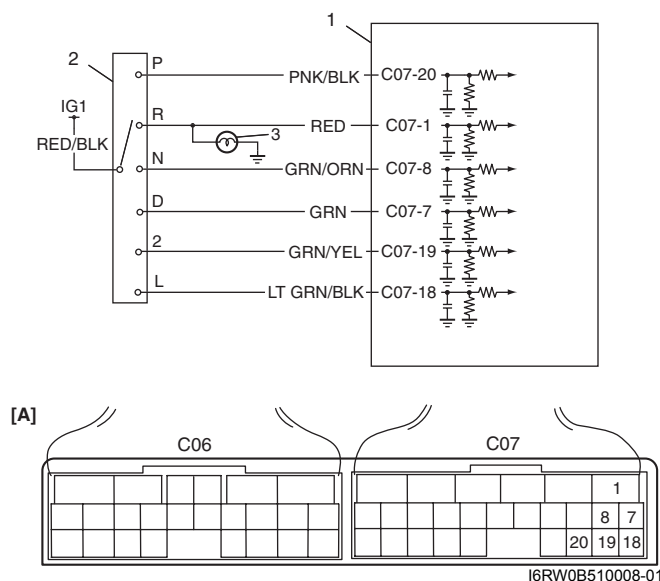 1
2
P
PNK/BLK C07-20
IG1
R
3
RED C07-1
RED/BLK
N
GRN/ORN C07-8
D
GRN C07-7
2
GRN/YEL C07-19
L
LT GRN/BLK C07-18
[A]
C06 C07
1
8 7
20 19 18
I6RW0B510008-01